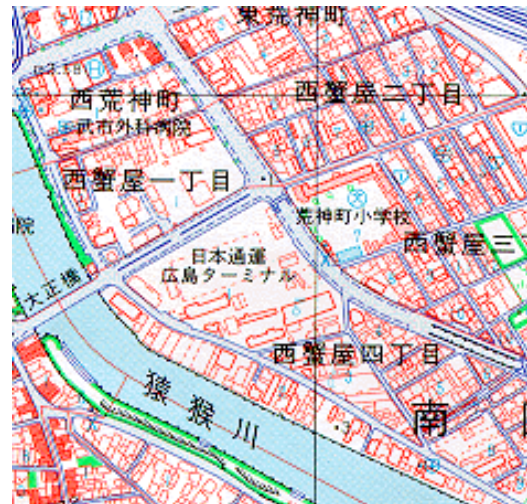 東荒神町
西蟹屋二丁目
西荒神町
武市外科病院
西蟹屋一丁目
荒神町小学校
院
西蟹屋三丁
日本通運
広島ターミナル
大正橋
西蟹屋四丁目
猿猴川
南